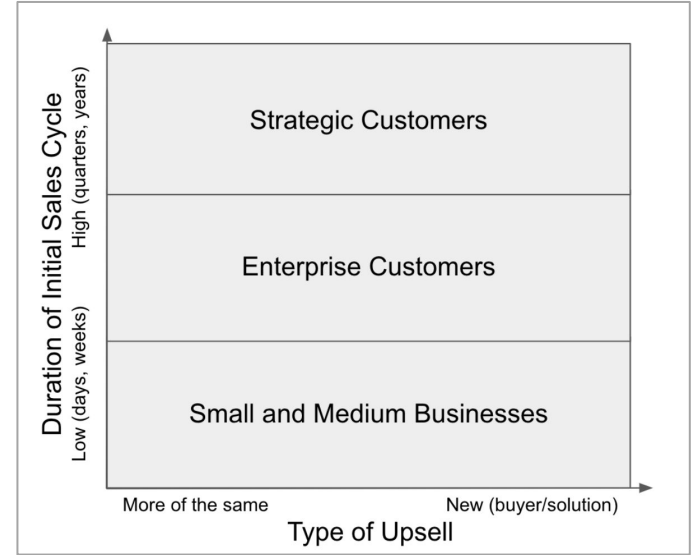 Duration of Initial Sales Cycle
High (quarters, years)
Low (days, weeks)
Strategic Customers
Enterprise Customers
Small and Medium Businesses
More of the same
New (buyer/solution)
Type of Upsell